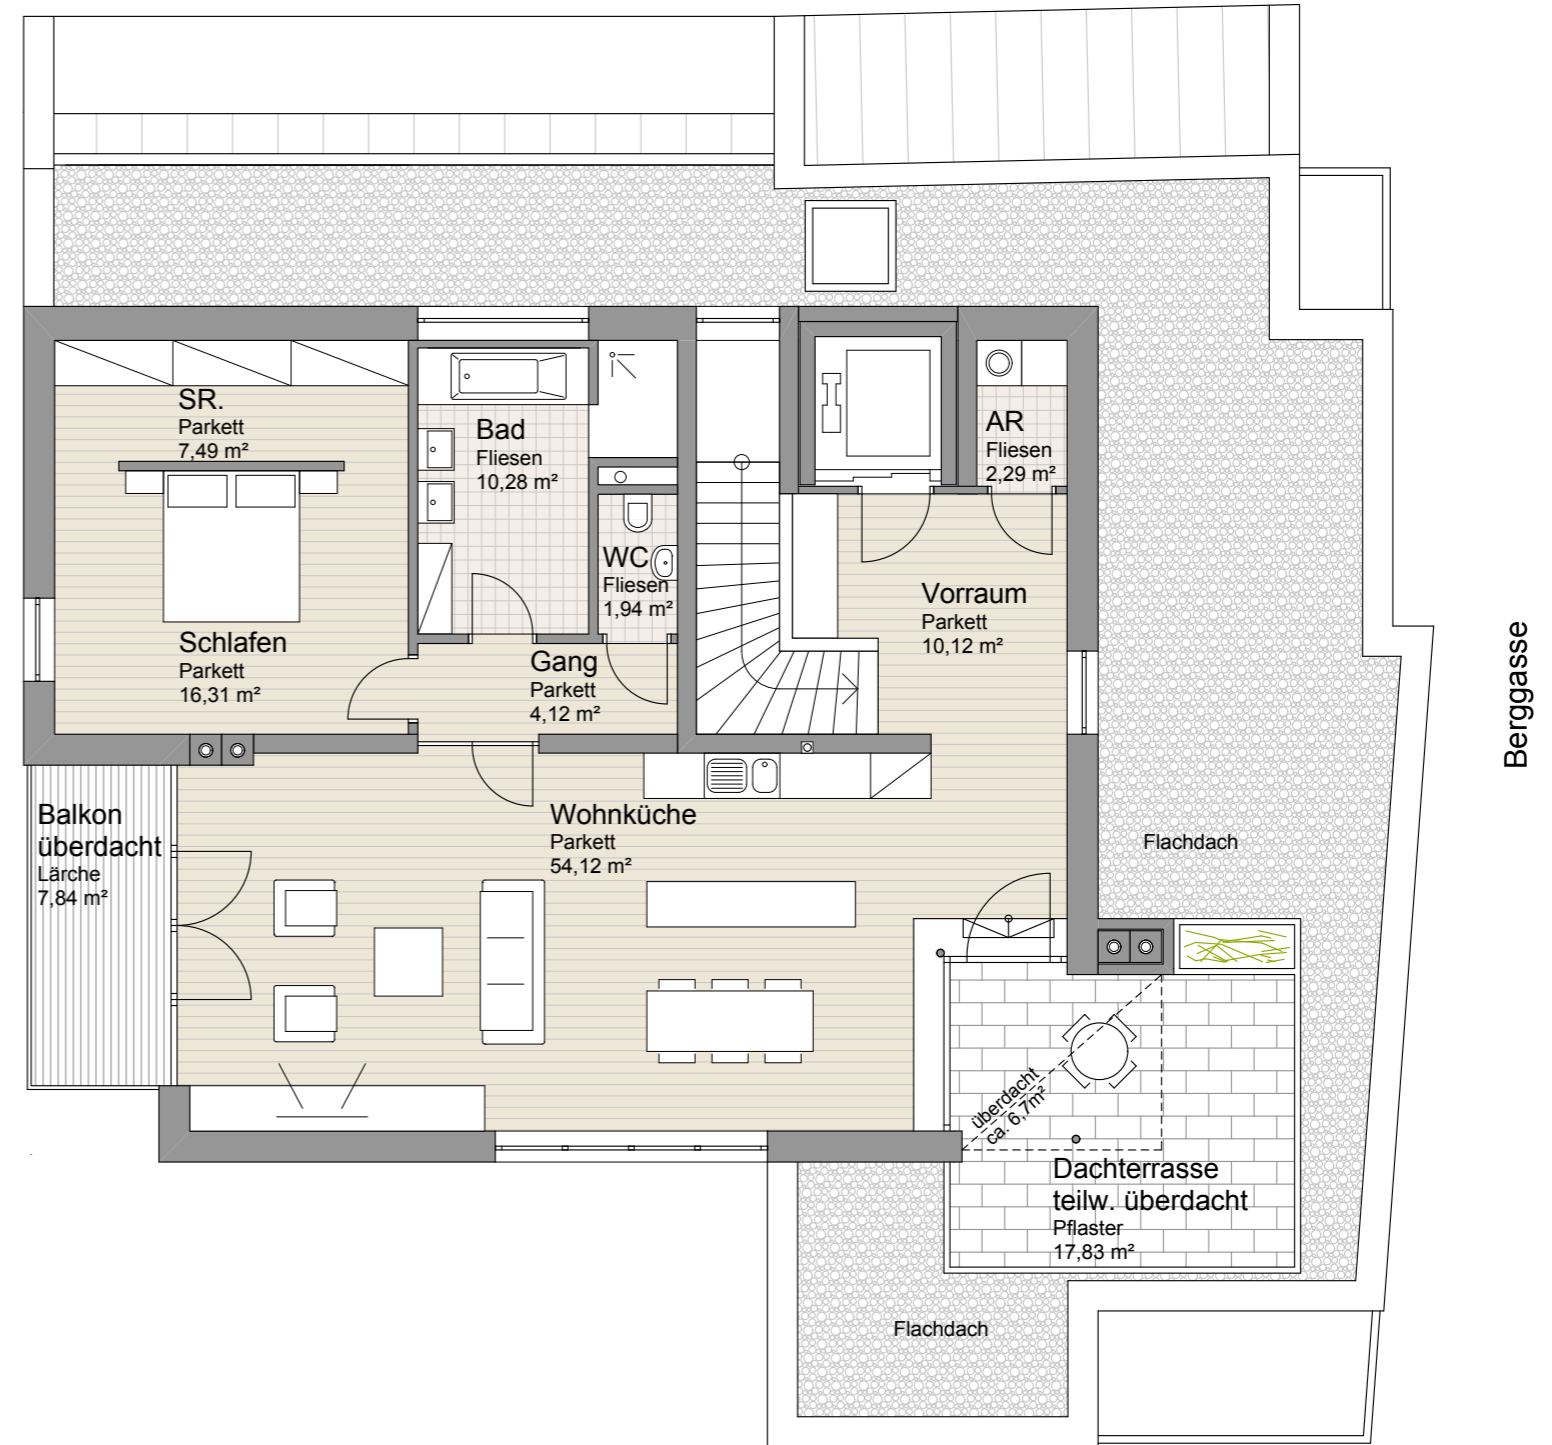 SR.
Parkett
7,49 m²
Bad
Fliesen
10,28 m²
AR
Fliesen
2,29 m²
WC
Fliesen
1,94 m²
Vorraum
Parkett
10,12 m²
Schlafen
Parkett
16,31 m²
Gang
Parkett
4,12 m²
Berggasse
Balkon
überdacht
Lärche
7,84 m²
Wohnküche
Parkett
54,12 m²
Flachdach
überdacht
ca. 6,7m²
Dachterrasse
teilw. überdacht
Pflaster
17,83 m²
Flachdach